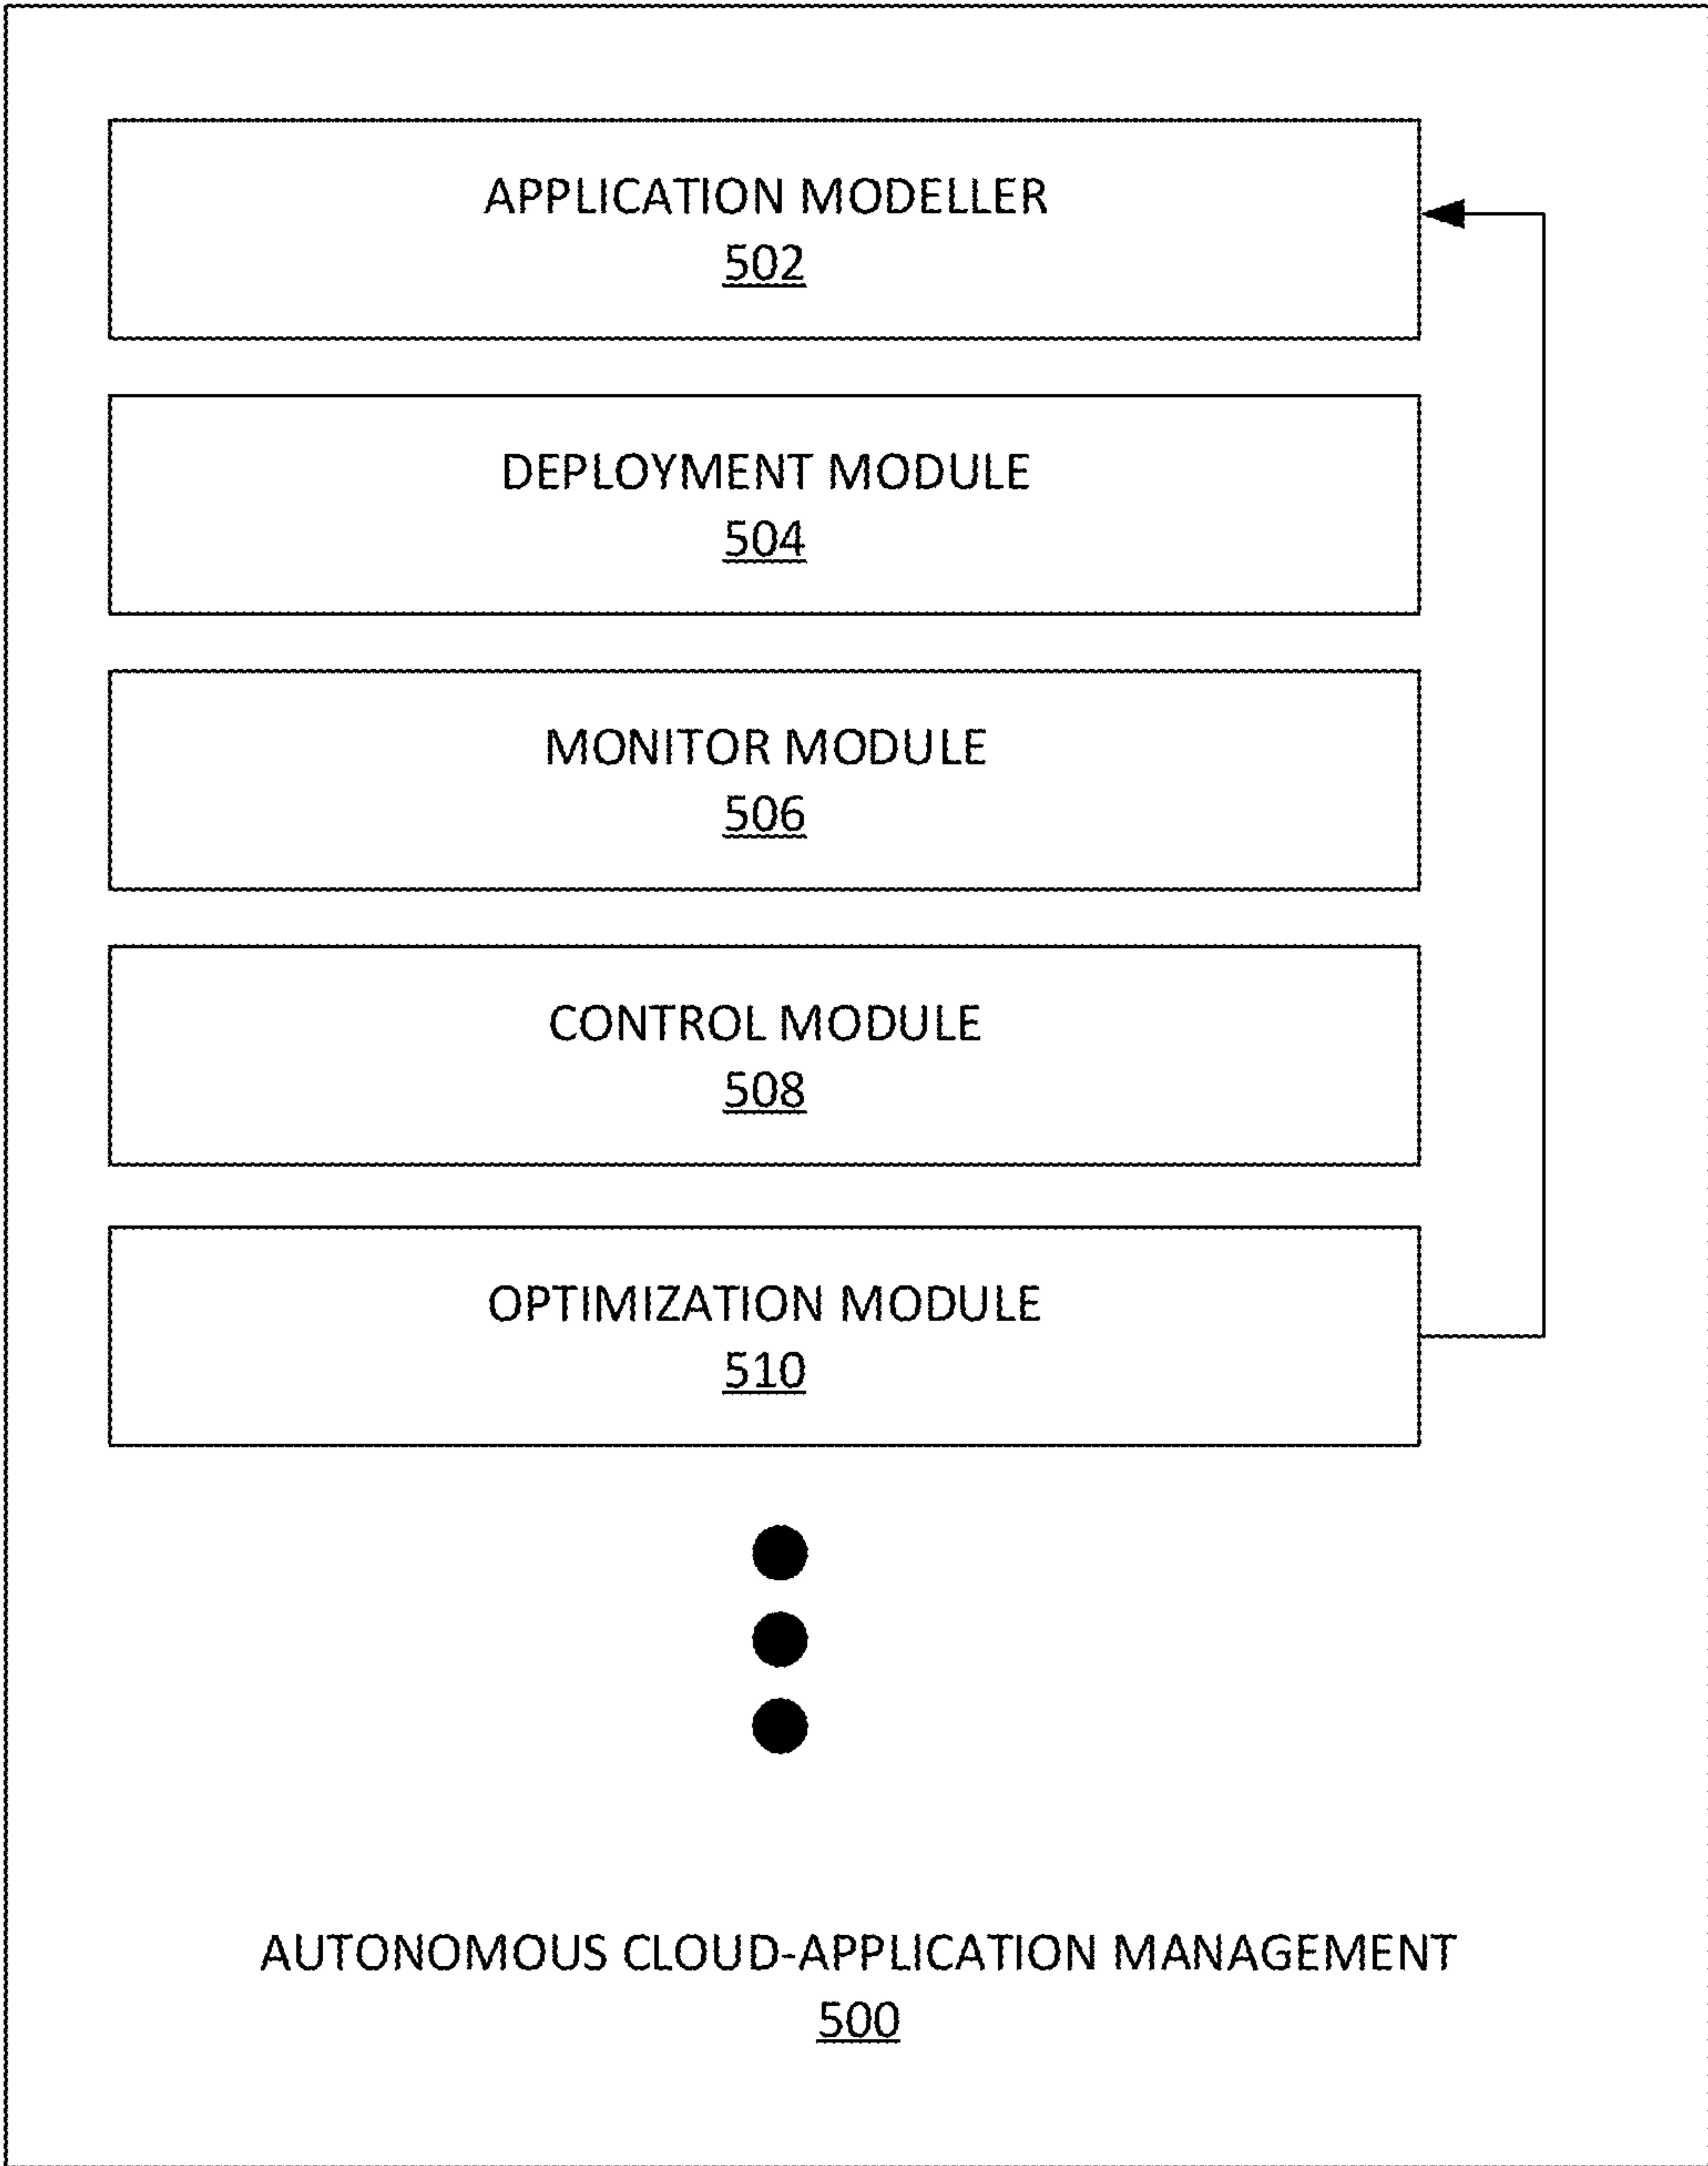 APPLICATION MODELLER
502
DEPLOYMENT MODULE
504
MONITOR MODULE
506
CONTROL MODULE
508
OPTIMIZATION MODULE
510
AUTONOMOUS CLOUD-APPLICATION MANAGEMENT
500